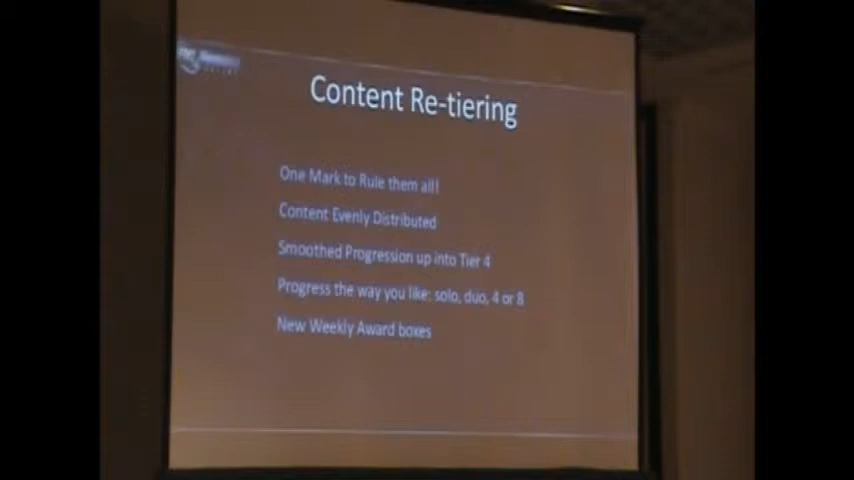 Content Re-tiering
One Mark to Rule them all!
Content Evenly Distributed
Smoothed Progression up into Tier 4
Progress the way you like: solo, duo, 4 or 8
New Weekly Award boxes